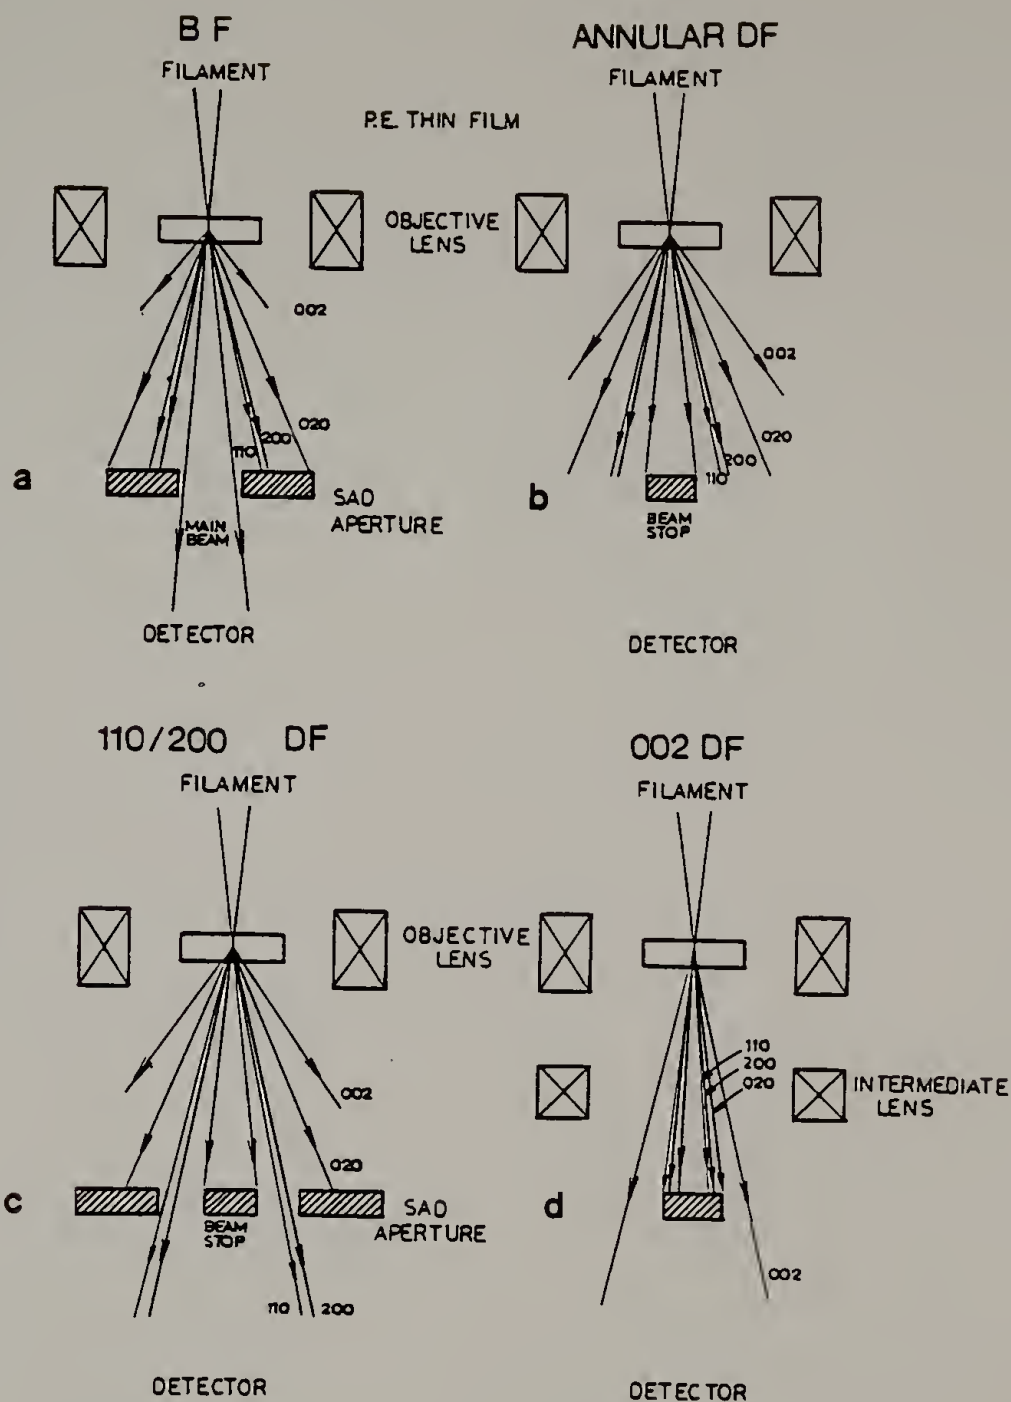 B F
FILAMENT
P.E. THIN FILM
OBJECTIVE
LENS
002
020
200
110
a
SAD
APERTURE
MAIN
BEAM
DETECTOR
ANNULAR DF
FILAMENT
002
020
200
110
b
BEAM
STOP
DETECTOR
110/200 DF
FILAMENT
OBJECTIVE
LENS
002
020
c
BEAM
STOP
SAD
APERTURE
110
200
DETECTOR
002 DF
FILAMENT
110
200
020
INTERMEDIATE
LENS
d
002
DETECTOR